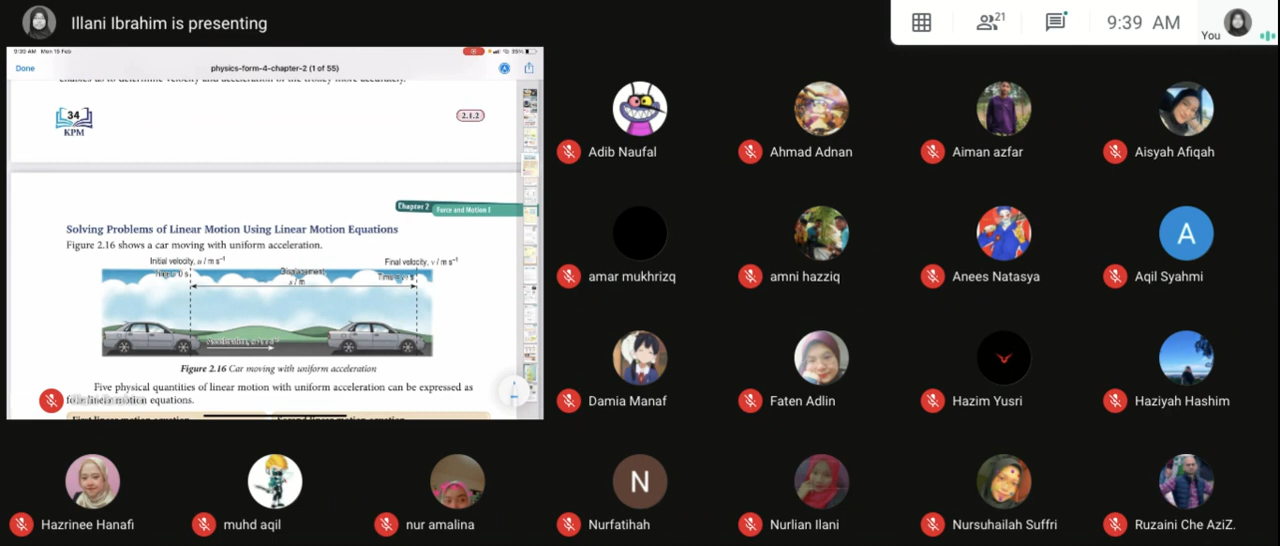 Illani Ibrahim is presenting
21
9:39 AM
You
Done
physics-form-4-chapter-2 (1 of 55)
34
KPM
2.1.2
Chapter 2
Force and Motion I
Solving Problems of Linear Motion Using Linear Motion Equations
Figure 2.16 shows a car moving with uniform acceleration.
Initial velocity, u / m s⁻¹
Final velocity, v / m s⁻¹
Displacement,
s / m
Figure 2.16 Car moving with uniform acceleration
Five physical quantities of linear motion with uniform acceleration can be expressed as
linear motion equations.
Adib Naufal
Ahmad Adnan
Aiman azfar
Aisyah Afiqah
amar mukhrizq
amni hazziq
Anees Natasya
A
Aqil Syahmi
Damia Manaf
Faten Adlin
Hazim Yusri
Haziyah Hashim
Hazrinee Hanafi
muhd aqil
nur amalina
N
Nurfatihah
Nurlian Ilani
Nursuhailah Suffri
Ruzaini Che AziZ.